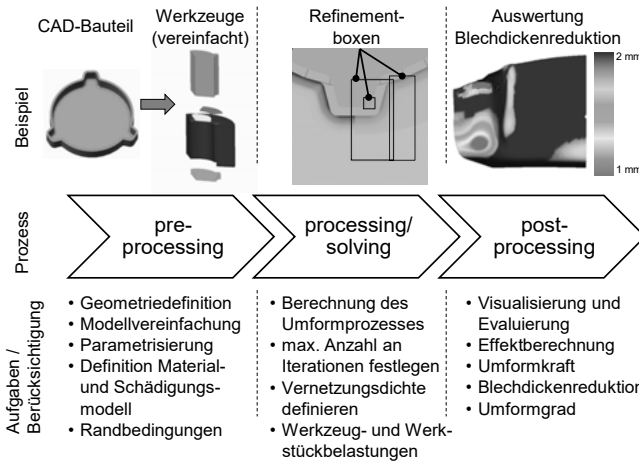 CAD-Bauteil
Werkzeuge
(vereinfacht)
Refinement-
boxen
Auswertung
Blechdickenreduktion
Beispiel
2 mm
1 mm
Prozess
pre-
processing
processing/
solving
post-
processing
Aufgaben /
Berücksichtigung
• Geometriedefinition
• Modellvereinfachung
• Parametrisierung
• Definition Material-
und Schädigungs-
modell
• Randbedingungen
• Berechnung des
Umformprozesses
• max. Anzahl an
Iterationen festlegen
• Vernetzungsdichte
definieren
• Werkzeug- und Werk-
stückbelastungen
• Visualisierung und
Evaluierung
• Effektberechnung
• Umformkraft
• Blechdickenreduktion
• Umformgrad